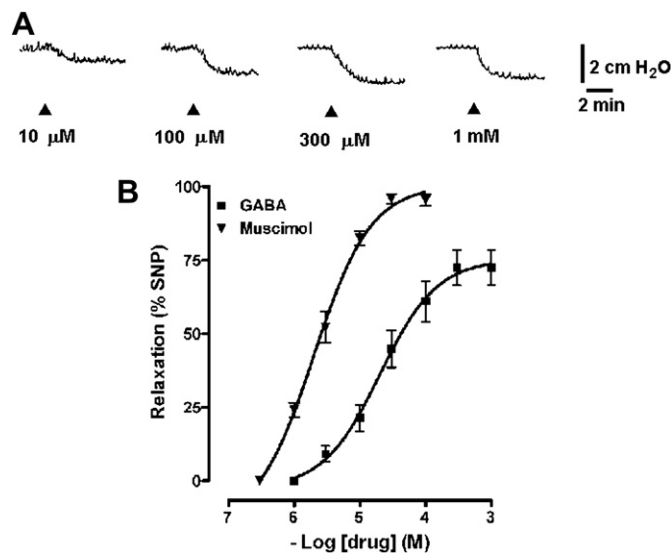 A
2 cm H₂O
2 min
10 µM
100 µM
300 µM
1 mM
B
GABA
Muscimol
Relaxation (% SNP)
100
75
50
25
0
7 6 5 4 3
- Log [drug] (M)